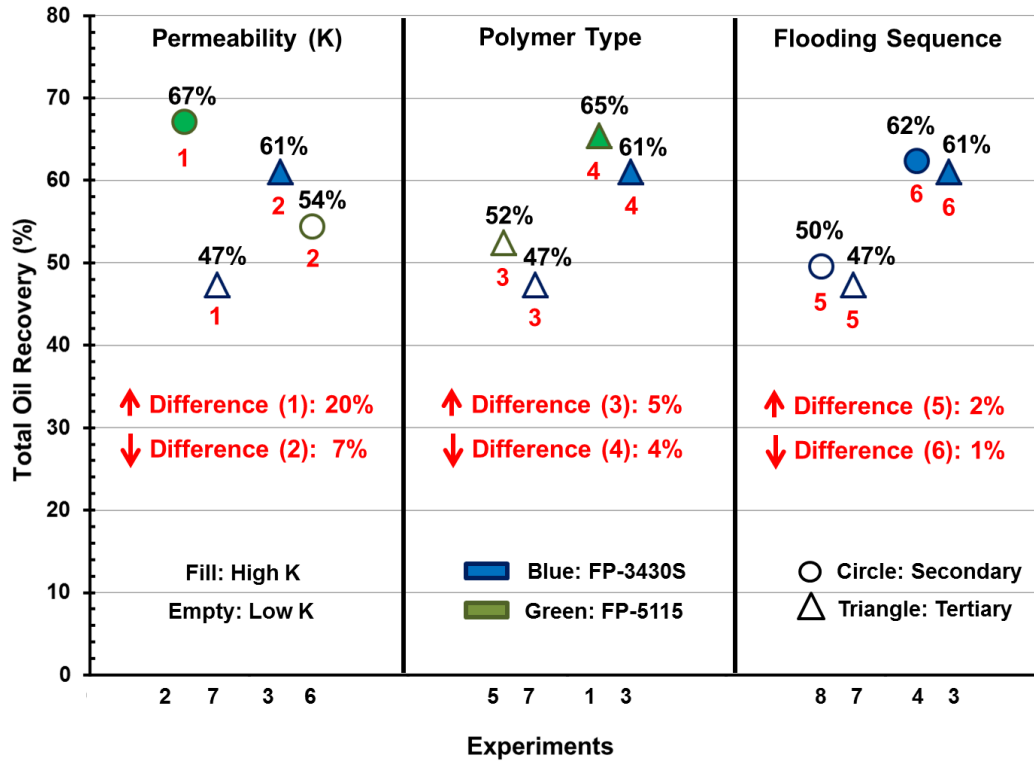 Permeability (K)
Polymer Type
Flooding Sequence
Total Oil Recovery (%)
80
70
60
50
40
30
20
10
0
67%
1
61%
2
54%
2
47%
1
65%
4
61%
4
52%
3
47%
3
62%
6
61%
6
50%
5
47%
5
Difference (1): 20%
Difference (2): 7%
Difference (3): 5%
Difference (4): 4%
Difference (5): 2%
Difference (6): 1%
Fill: High K
Empty: Low K
Blue: FP-3430S
Green: FP-5115
Circle: Secondary
Triangle: Tertiary
2 7 3 6 5 7 1 3 8 7 4 3
Experiments